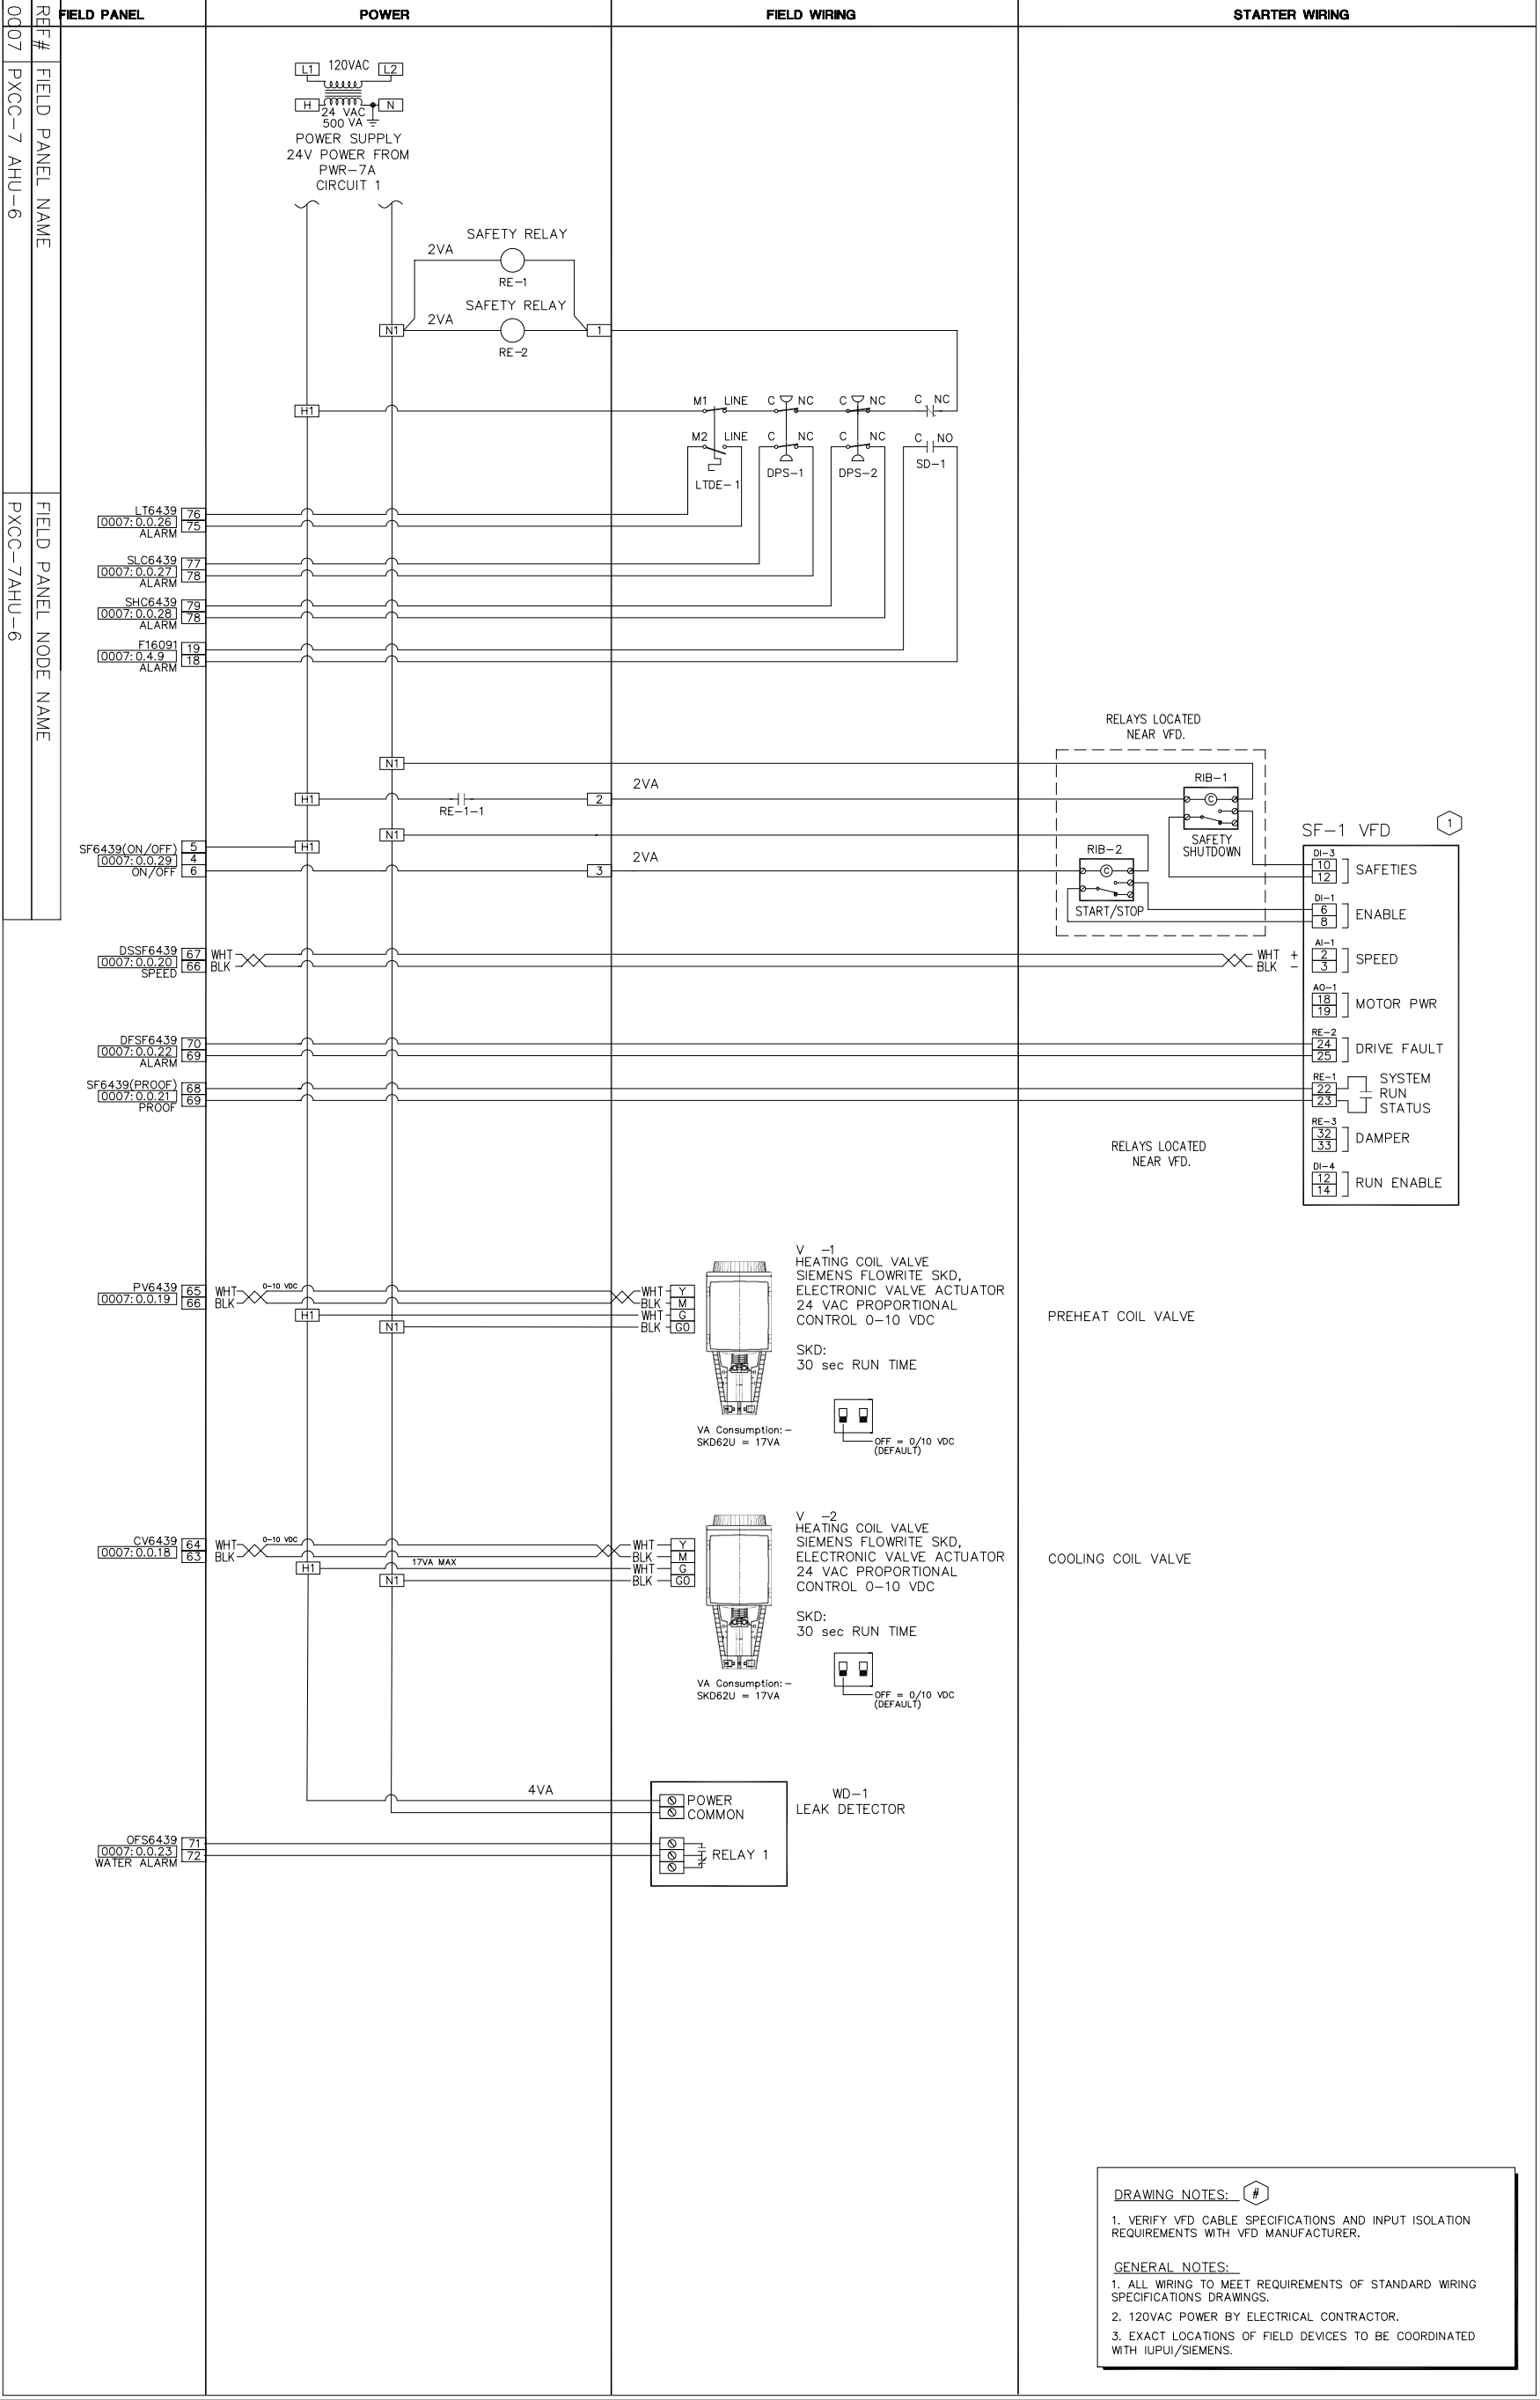 REF#
FIELD PANEL NAME
FIELD PANEL NODE NAME
0007
PXCC-7 AHU-6
PXCC-7AHU-6
FIELD PANEL
POWER
FIELD WIRING
STARTER WIRING
L1 120VAC L2
H N
24 VAC
500 VA
POWER SUPPLY
24V POWER FROM
PWR-7A
CIRCUIT 1
SAFETY RELAY
2VA
RE-1
SAFETY RELAY
N1 2VA 1
RE-2
M1 LINE C NC C NC C NC
H1
M2 LINE C NC C NC C NO
LTDE-1 DPS-1 DPS-2 SD-1
LT6439 76
0007:0.0.26 75
ALARM
SLC6439 77
0007:0.0.27 78
ALARM
SHC6439 79
0007:0.0.28 78
ALARM
F16091 19
0007:0.4.9 18
ALARM
RELAYS LOCATED
NEAR VFD.
N1
RIB-1
2VA
H1 2
RE-1-1
C
SAFETY
SHUTDOWN
N1
SF6439(ON/OFF) 5 H1
0007:0.0.29 4
ON/OFF 6
2VA
3
RIB-2
C
START/STOP
SF-1 VFD 1
DI-3
10
12
SAFETIES
DI-1
6
8
ENABLE
DSSF6439 67 WHT
0007:0.0.20 66 BLK
SPEED
WHT +
BLK -
AI-1
2
3
SPEED
AO-1
18
19
MOTOR PWR
DFSF6439 70
0007:0.0.22 69
ALARM
RE-2
24
25
DRIVE FAULT
SF6439(PROOF) 68
0007:0.0.21 69
PROOF
RE-1
22
23
SYSTEM
RUN
STATUS
RE-3
32
33
DAMPER
RELAYS LOCATED
NEAR VFD.
DI-4
12
14
RUN ENABLE
PV6439 65 WHT 0-10 VDC
0007:0.0.19 66 BLK
H1
N1
WHT Y
BLK M
WHT G
BLK G0
V -1
HEATING COIL VALVE
SIEMENS FLOWRITE SKD,
ELECTRONIC VALVE ACTUATOR
24 VAC PROPORTIONAL
CONTROL 0-10 VDC
SKD:
30 sec RUN TIME
PREHEAT COIL VALVE
VA Consumption:-
SKD62U = 17VA
OFF = 0/10 VDC
(DEFAULT)
CV6439 64 WHT 0-10 VDC
0007:0.0.18 63 BLK
17VA MAX
H1
N1
WHT Y
BLK M
WHT G
BLK G0
V -2
HEATING COIL VALVE
SIEMENS FLOWRITE SKD,
ELECTRONIC VALVE ACTUATOR
24 VAC PROPORTIONAL
CONTROL 0-10 VDC
SKD:
30 sec RUN TIME
COOLING COIL VALVE
VA Consumption:-
SKD62U = 17VA
OFF = 0/10 VDC
(DEFAULT)
4VA
POWER
COMMON
WD-1
LEAK DETECTOR
OFS6439 71
0007:0.0.23 72
WATER ALARM
RELAY 1
DRAWING NOTES: #
1. VERIFY VFD CABLE SPECIFICATIONS AND INPUT ISOLATION
REQUIREMENTS WITH VFD MANUFACTURER.
GENERAL NOTES:
1. ALL WIRING TO MEET REQUIREMENTS OF STANDARD WIRING
SPECIFICATIONS DRAWINGS.
2. 120VAC POWER BY ELECTRICAL CONTRACTOR.
3. EXACT LOCATIONS OF FIELD DEVICES TO BE COORDINATED
WITH IUPUI/SIEMENS.